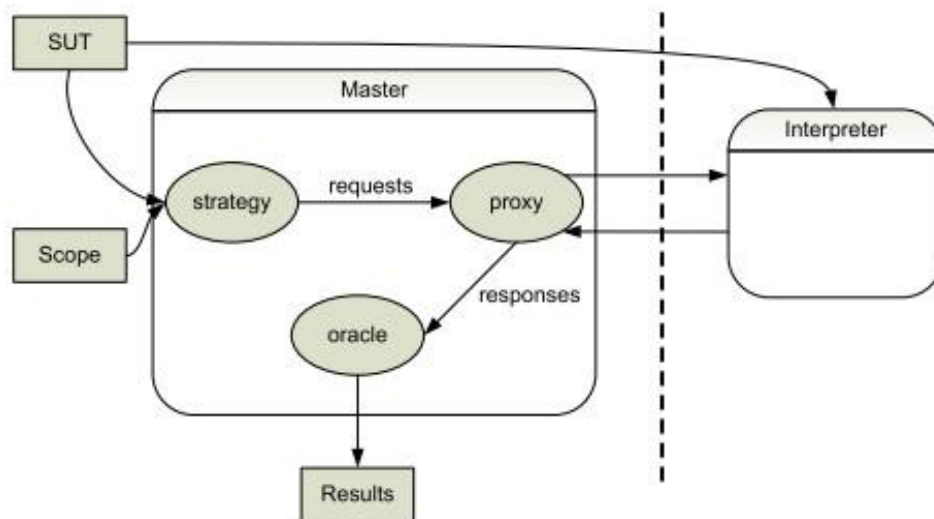 SUT
Master
Interpreter
requests
strategy
proxy
Scope
responses
oracle
Results